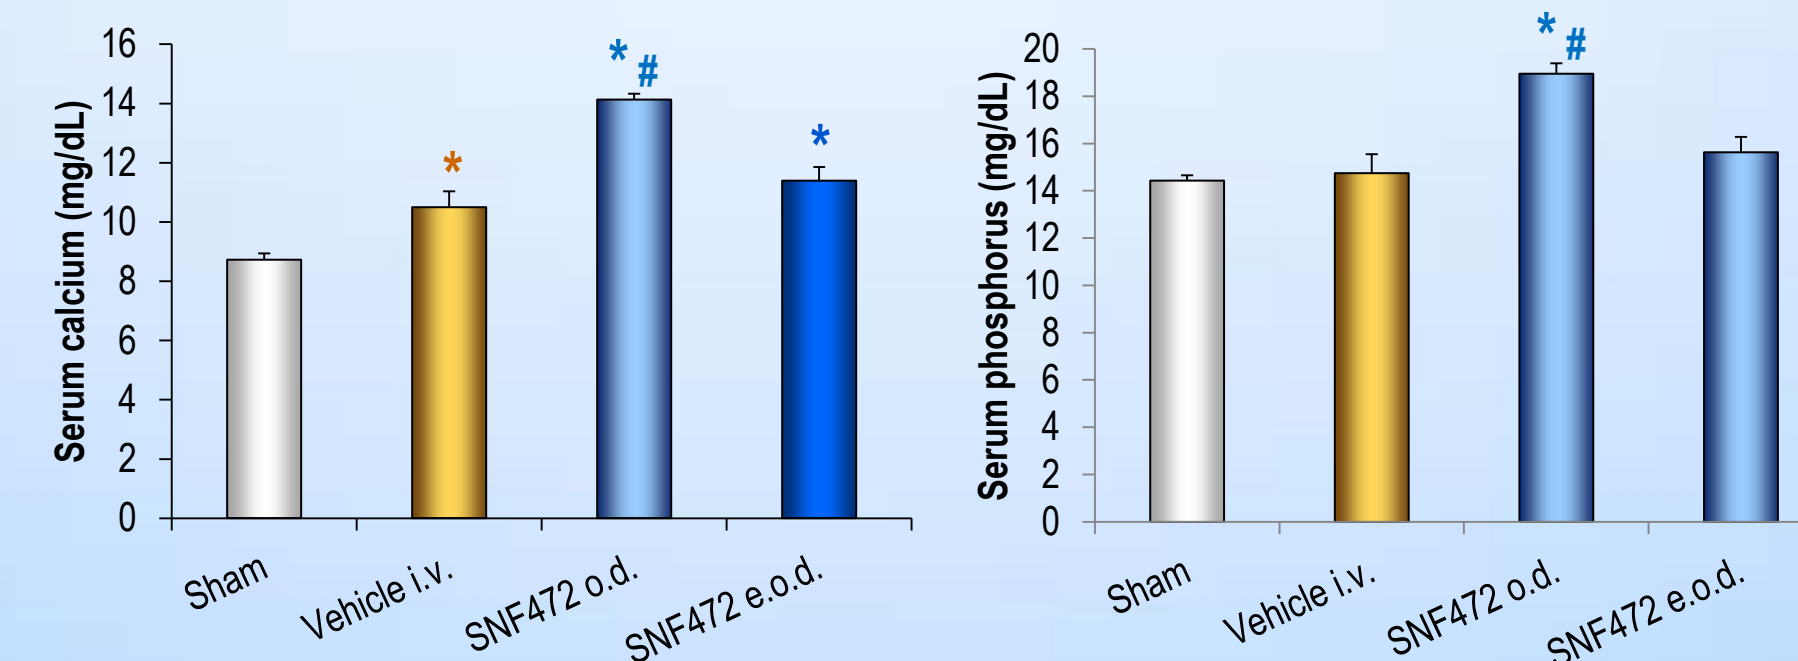 Serum calcium (mg/dL)
16
14
12
10
8
6
4
2
0
*
* #
*
Sham
Vehicle i.v.
SNF472 o.d.
SNF472 e.o.d.
Serum phosphorus (mg/dL)
20
18
16
14
12
10
8
6
4
2
0
* #
Sham
Vehicle i.v.
SNF472 o.d.
SNF472 e.o.d.